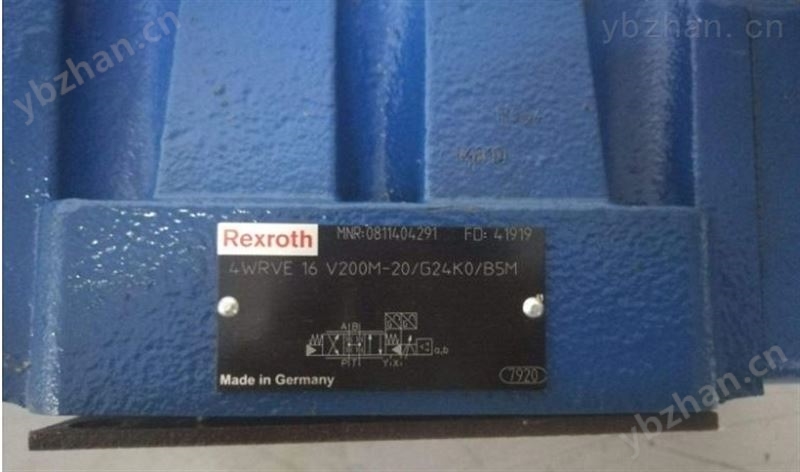 ybzhan.cn
ybzhan.cn
Rexroth MNR:0811404291 FD: 41919
4WRVE 16 V200M-20/G24K0/B5M
A B
a,b
P T Y X
Made in Germany 7920
ybzhan.cn
ybzhan.cn